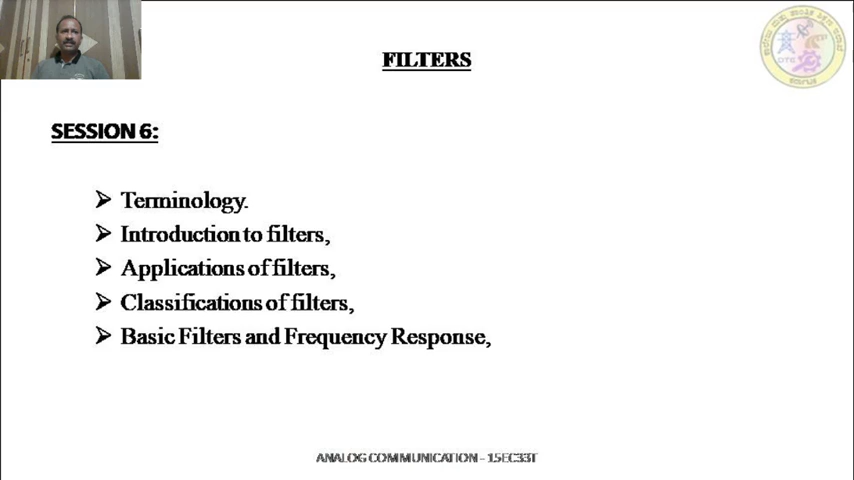 FILTERS
SESSION 6:
Terminology.
Introduction to filters,
Applications of filters,
Classifications of filters,
Basic Filters and Frequency Response,
ANALOG COMMUNICATION – 15EC33T